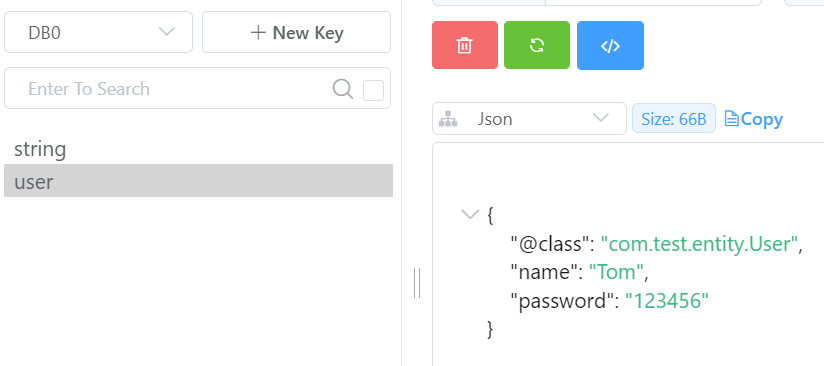 DB0
+ New Key
Enter To Search
string
user
Json
Size: 66B
Copy
{
"@class": "com.test.entity.User",
"name": "Tom",
"password": "123456"
}